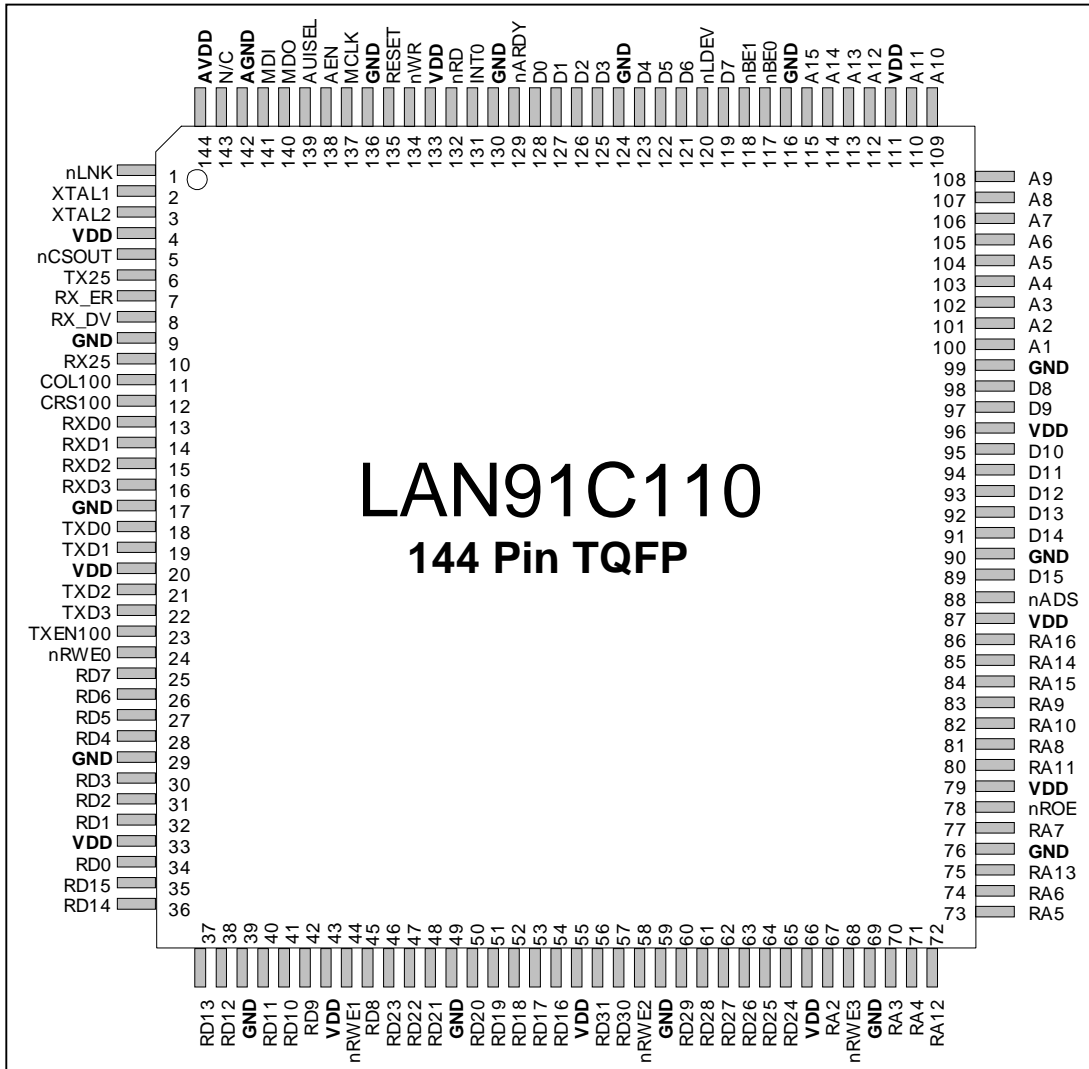 AVDD N/C AGND MDI MDO AUISEL AEN MCLK GND RESET nWR VDD nRD INT0 GND nARDY D0 D1 D2 D3 GND D4 D5 D6 nLDEV D7 nBE1 nBE0 GND A15 A14 A13 A12 VDD A11 A10
144 143 142 141 140 139 138 137 136 135 134 133 132 131 130 129 128 127 126 125 124 123 122 121 120 119 118 117 116 115 114 113 112 111 110 109
nLNK 1
XTAL1 2
XTAL2 3
VDD 4
nCSOUT 5
TX25 6
RX_ER 7
RX_DV 8
GND 9
RX25 10
COL100 11
CRS100 12
RXD0 13
RXD1 14
RXD2 15
RXD3 16
GND 17
TXD0 18
TXD1 19
VDD 20
TXD2 21
TXD3 22
TXEN100 23
nRWE0 24
RD7 25
RD6 26
RD5 27
RD4 28
GND 29
RD3 30
RD2 31
RD1 32
VDD 33
RD0 34
RD15 35
RD14 36
LAN91C110
144 Pin TQFP
108 A9
107 A8
106 A7
105 A6
104 A5
103 A4
102 A3
101 A2
100 A1
99 GND
98 D8
97 D9
96 VDD
95 D10
94 D11
93 D12
92 D13
91 D14
90 GND
89 D15
88 nADS
87 VDD
86 RA16
85 RA14
84 RA15
83 RA9
82 RA10
81 RA8
80 RA11
79 VDD
78 nROE
77 RA7
76 GND
75 RA13
74 RA6
73 RA5
37 38 39 40 41 42 43 44 45 46 47 48 49 50 51 52 53 54 55 56 57 58 59 60 61 62 63 64 65 66 67 68 69 70 71 72
RD13 RD12 GND RD11 RD10 RD9 VDD nRWE1 RD8 RD23 RD22 RD21 GND RD20 RD19 RD18 RD17 RD16 VDD RD31 RD30 nRWE2 GND RD29 RD28 RD27 RD26 RD25 RD24 VDD RA2 nRWE3 GND RA3 RA4 RA12